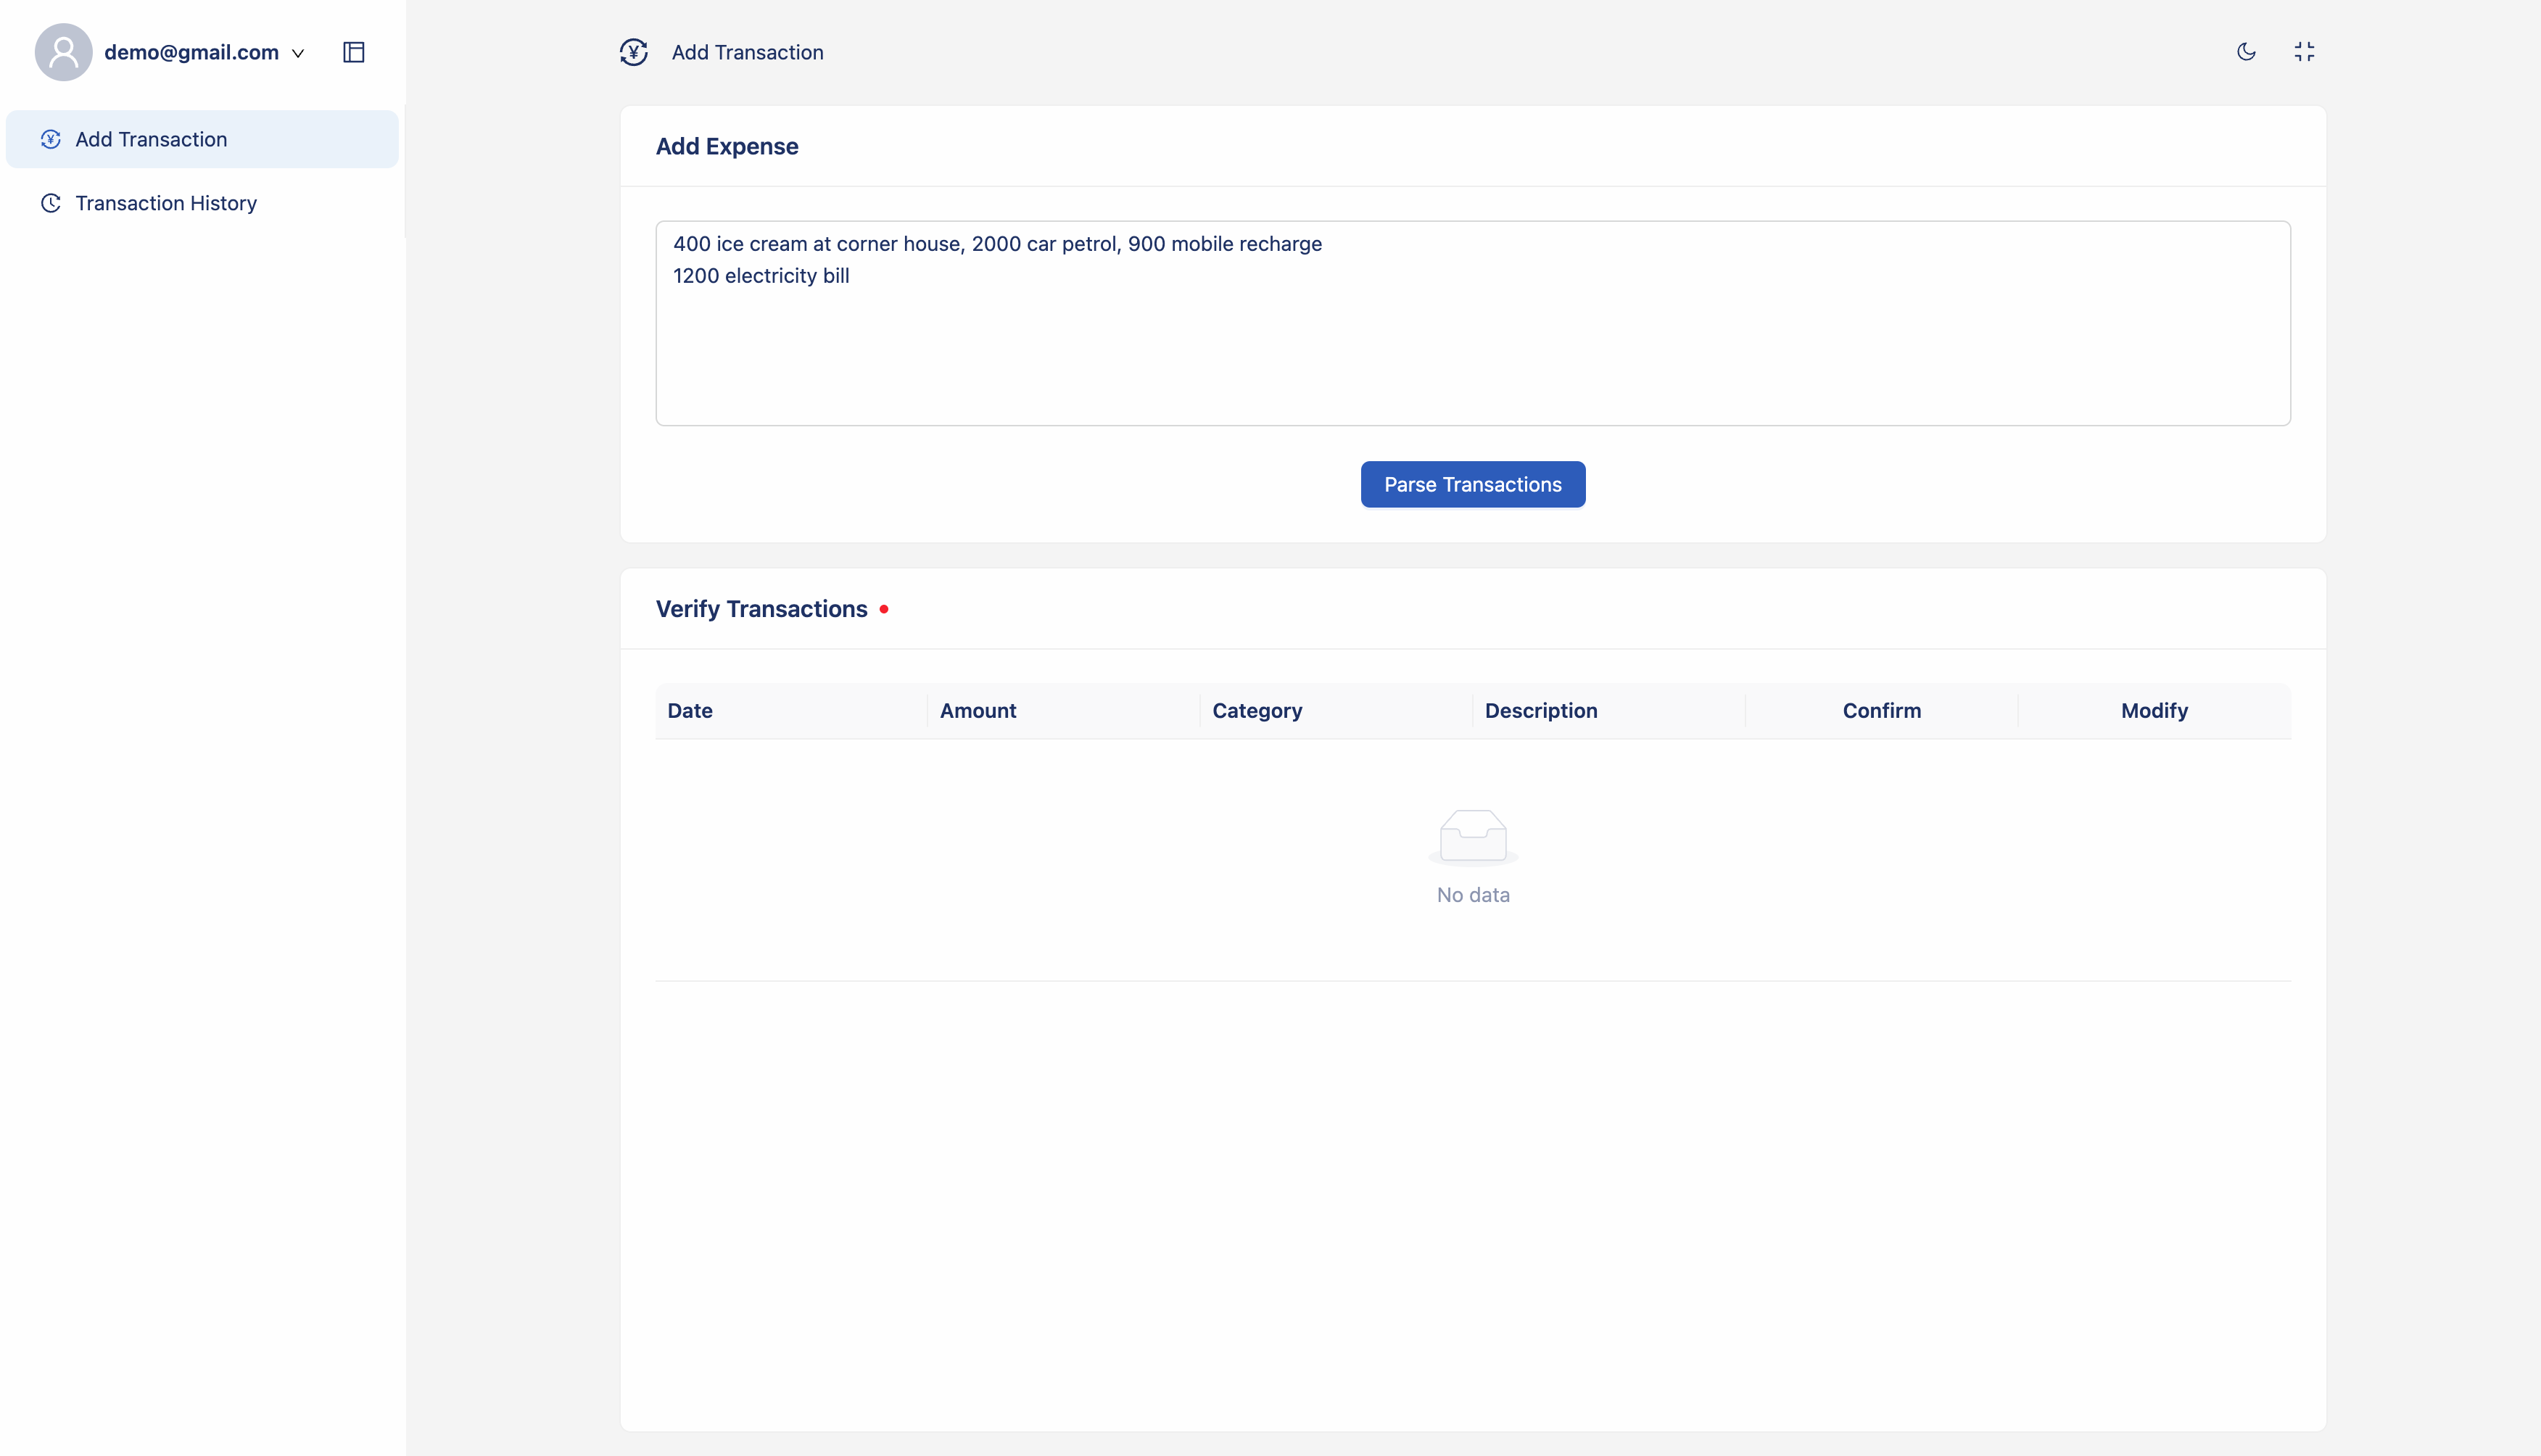 demo@gmail.com
Add Transaction
Transaction History
Add Transaction
Add Expense
400 ice cream at corner house, 2000 car petrol, 900 mobile recharge
1200 electricity bill
Parse Transactions
Verify Transactions
Date Amount Category Description Confirm Modify
No data